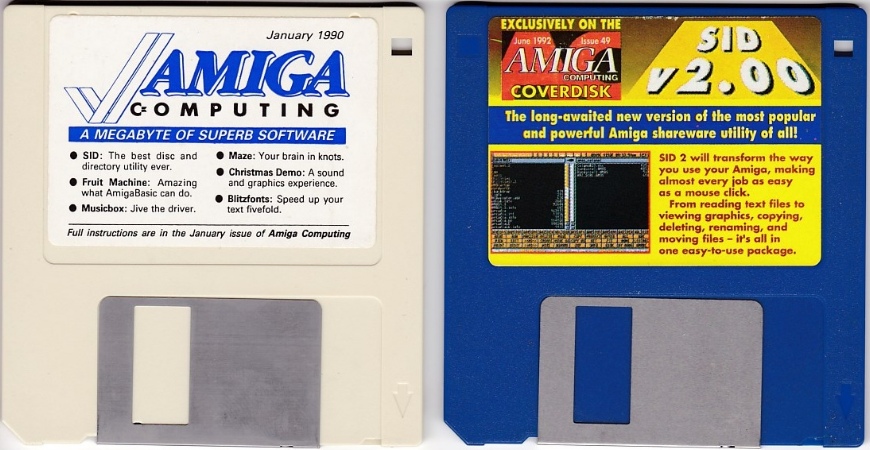 January 1990
AMIGA
COMPUTING
A MEGABYTE OF SUPERB SOFTWARE
● SID: The best disc and
directory utility ever.
● Fruit Machine: Amazing
what AmigaBasic can do.
● Musicbox: Jive the driver.
● Maze: Your brain in knots.
● Christmas Demo: A sound
and graphics experience.
● Blitzfonts: Speed up your
text fivefold.
Full instructions are in the January issue of Amiga Computing
EXCLUSIVELY ON THE
June 1992 Issue 49
AMIGA
COMPUTING
COVERDISK
SID
v2.00
The long-awaited new version of the most popular
and powerful Amiga shareware utility of all!
SID 2 will transform the way
you use your Amiga, making
almost every job as easy
as a mouse click.
From reading text files to
viewing graphics, copying,
deleting, renaming, and
moving files – it's all in
one easy-to-use package.